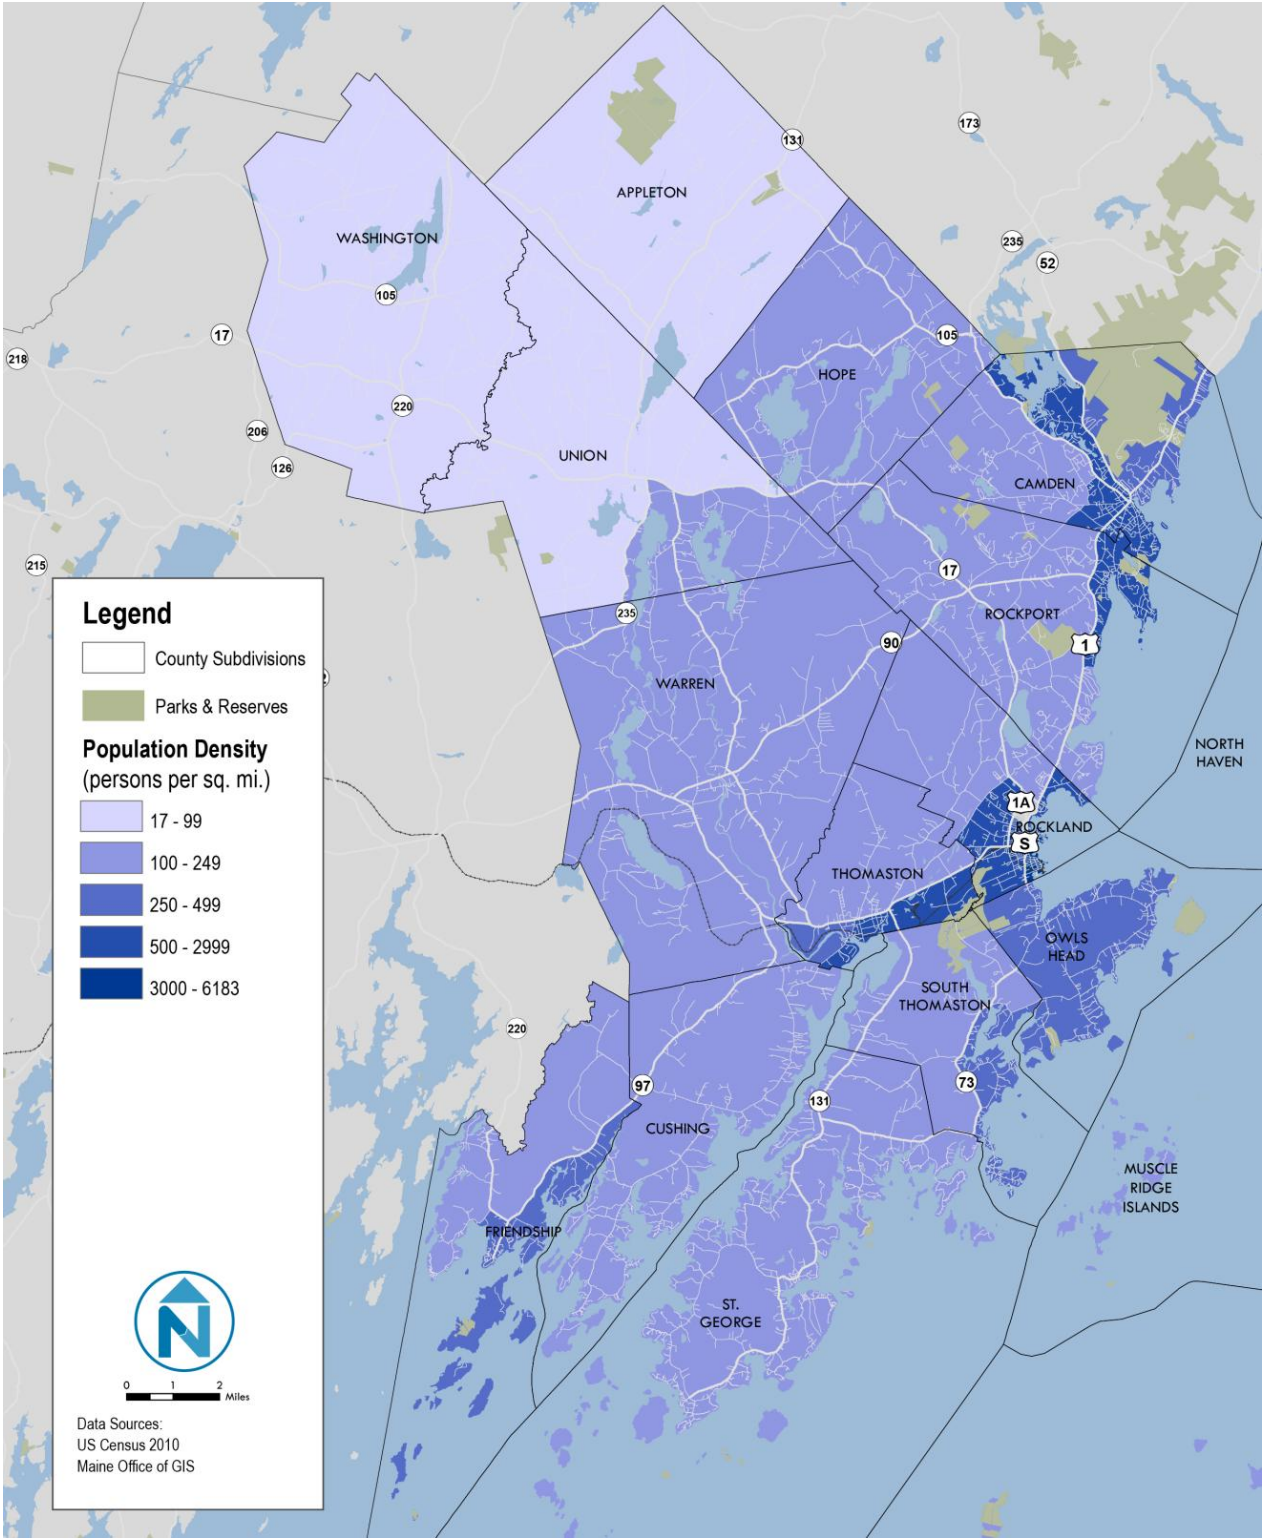 131
173
APPLETON
WASHINGTON
235
52
105
17
105
218
HOPE
220
206
UNION
126
CAMDEN
215
17
ROCKPORT
235
90
1
WARREN
NORTH
HAVEN
1A
ROCKLAND
S
THOMASTON
OWLS
HEAD
SOUTH
THOMASTON
220
97
73
131
CUSHING
MUSCLE
RIDGE
ISLANDS
FRIENDSHIP
ST.
GEORGE
Legend
County Subdivisions
Parks & Reserves
Population Density
(persons per sq. mi.)
17 - 99
100 - 249
250 - 499
500 - 2999
3000 - 6183
N
0 1 2
Miles
Data Sources:
US Census 2010
Maine Office of GIS